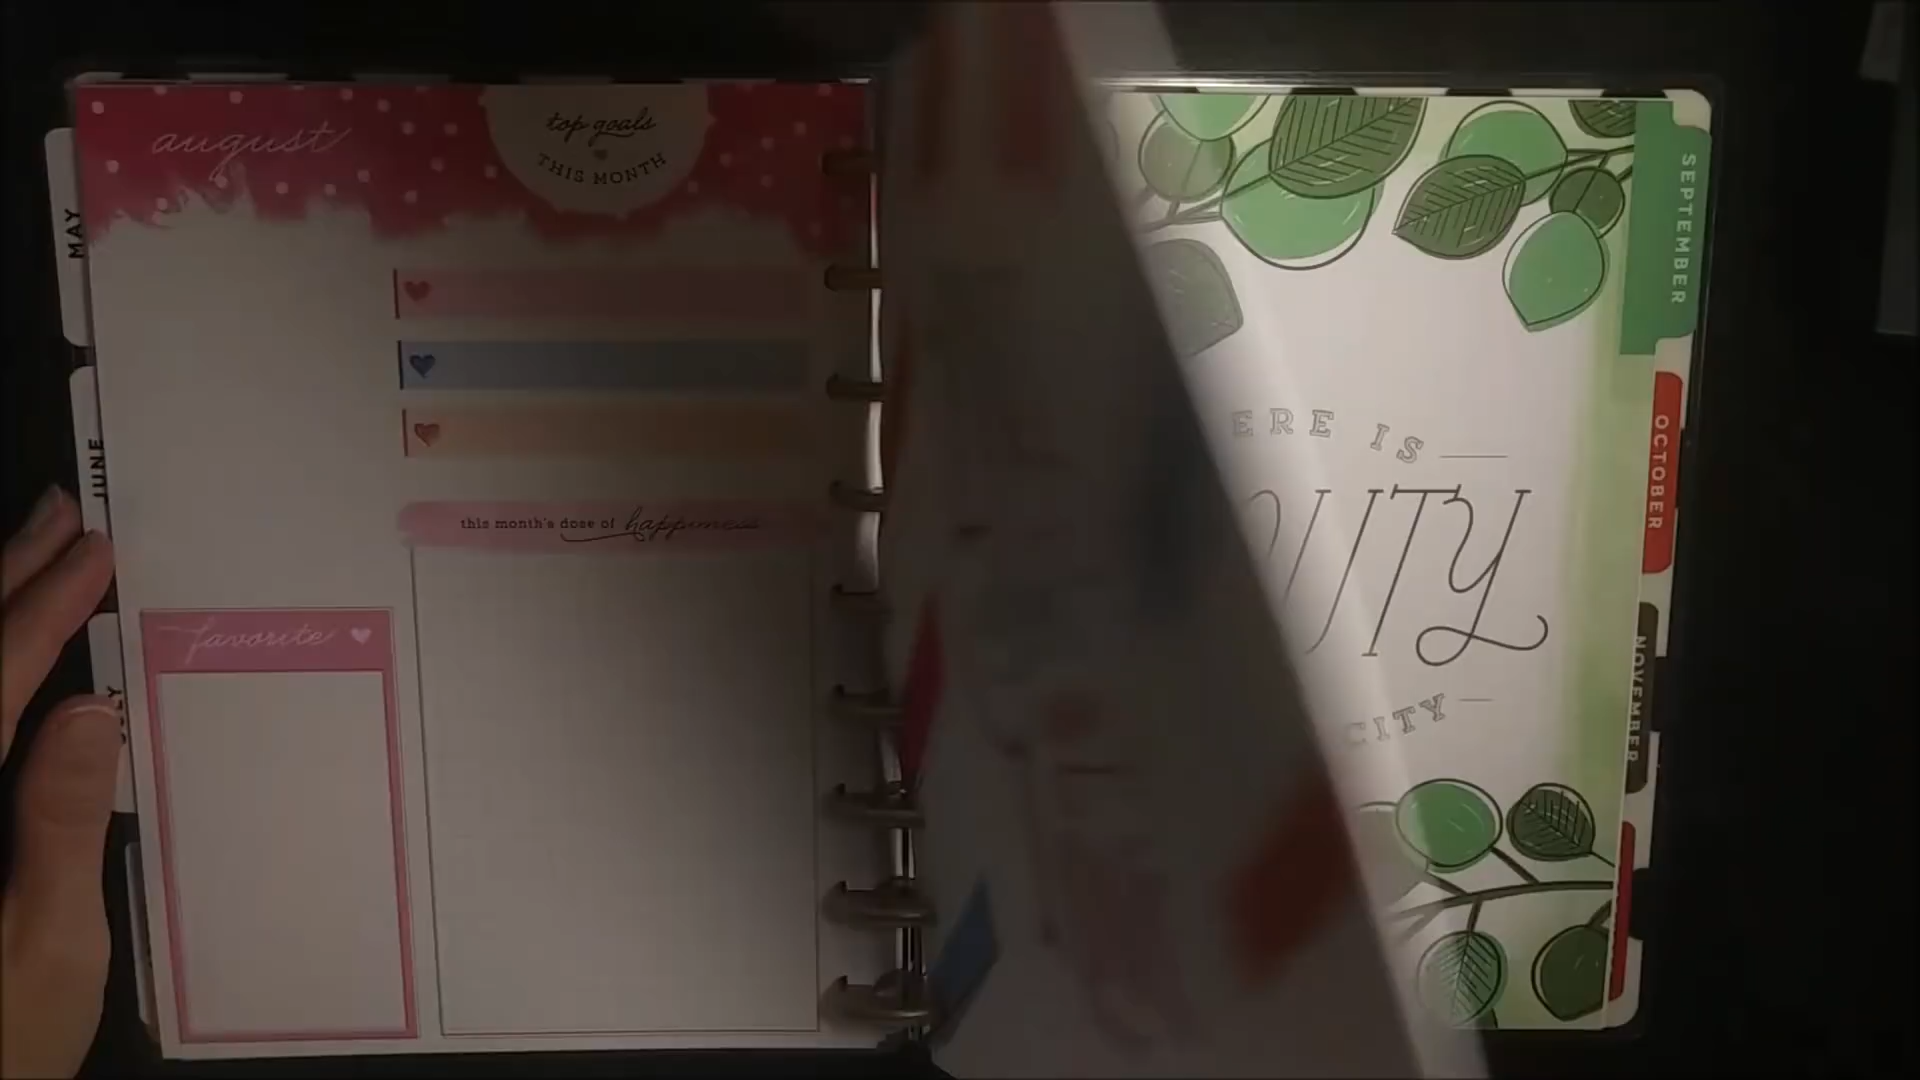 august
top goals
THIS MONTH
this month's dose of happiness
favorite
MAY
JUNE
ERE IS
UTY
CITY
SEPTEMBER
OCTOBER
NOVEMBER